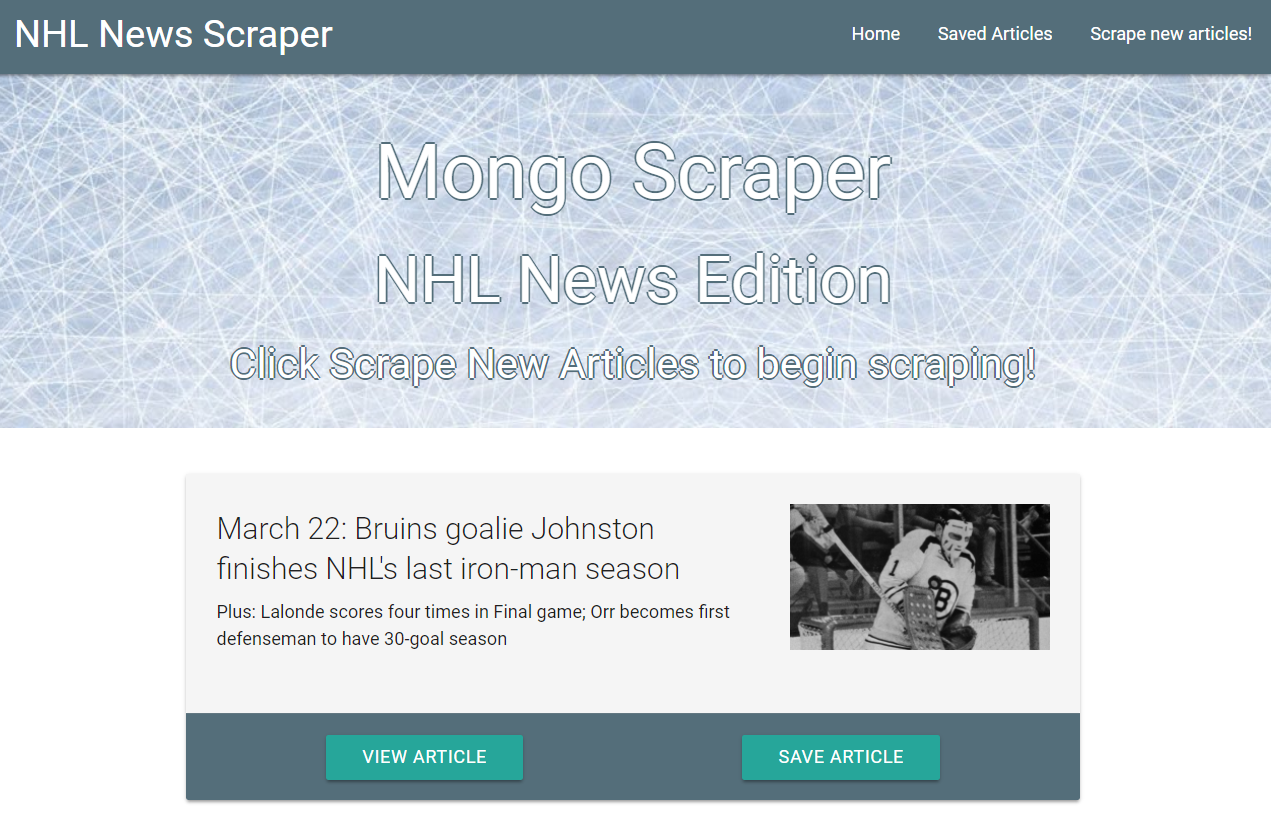 NHL News Scraper
Home
Saved Articles
Scrape new articles!
Mongo Scraper
NHL News Edition
Click Scrape New Articles to begin scraping!
March 22: Bruins goalie Johnston
finishes NHL's last iron-man season
Plus: Lalonde scores four times in Final game; Orr becomes first
defenseman to have 30-goal season
1
B
VIEW ARTICLE
SAVE ARTICLE